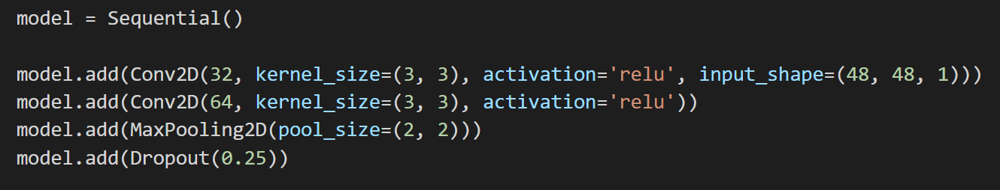 model = Sequential()
model.add(Conv2D(32, kernel_size=(3, 3), activation='relu', input_shape=(48, 48, 1)))
model.add(Conv2D(64, kernel_size=(3, 3), activation='relu'))
model.add(MaxPooling2D(pool_size=(2, 2)))
model.add(Dropout(0.25))